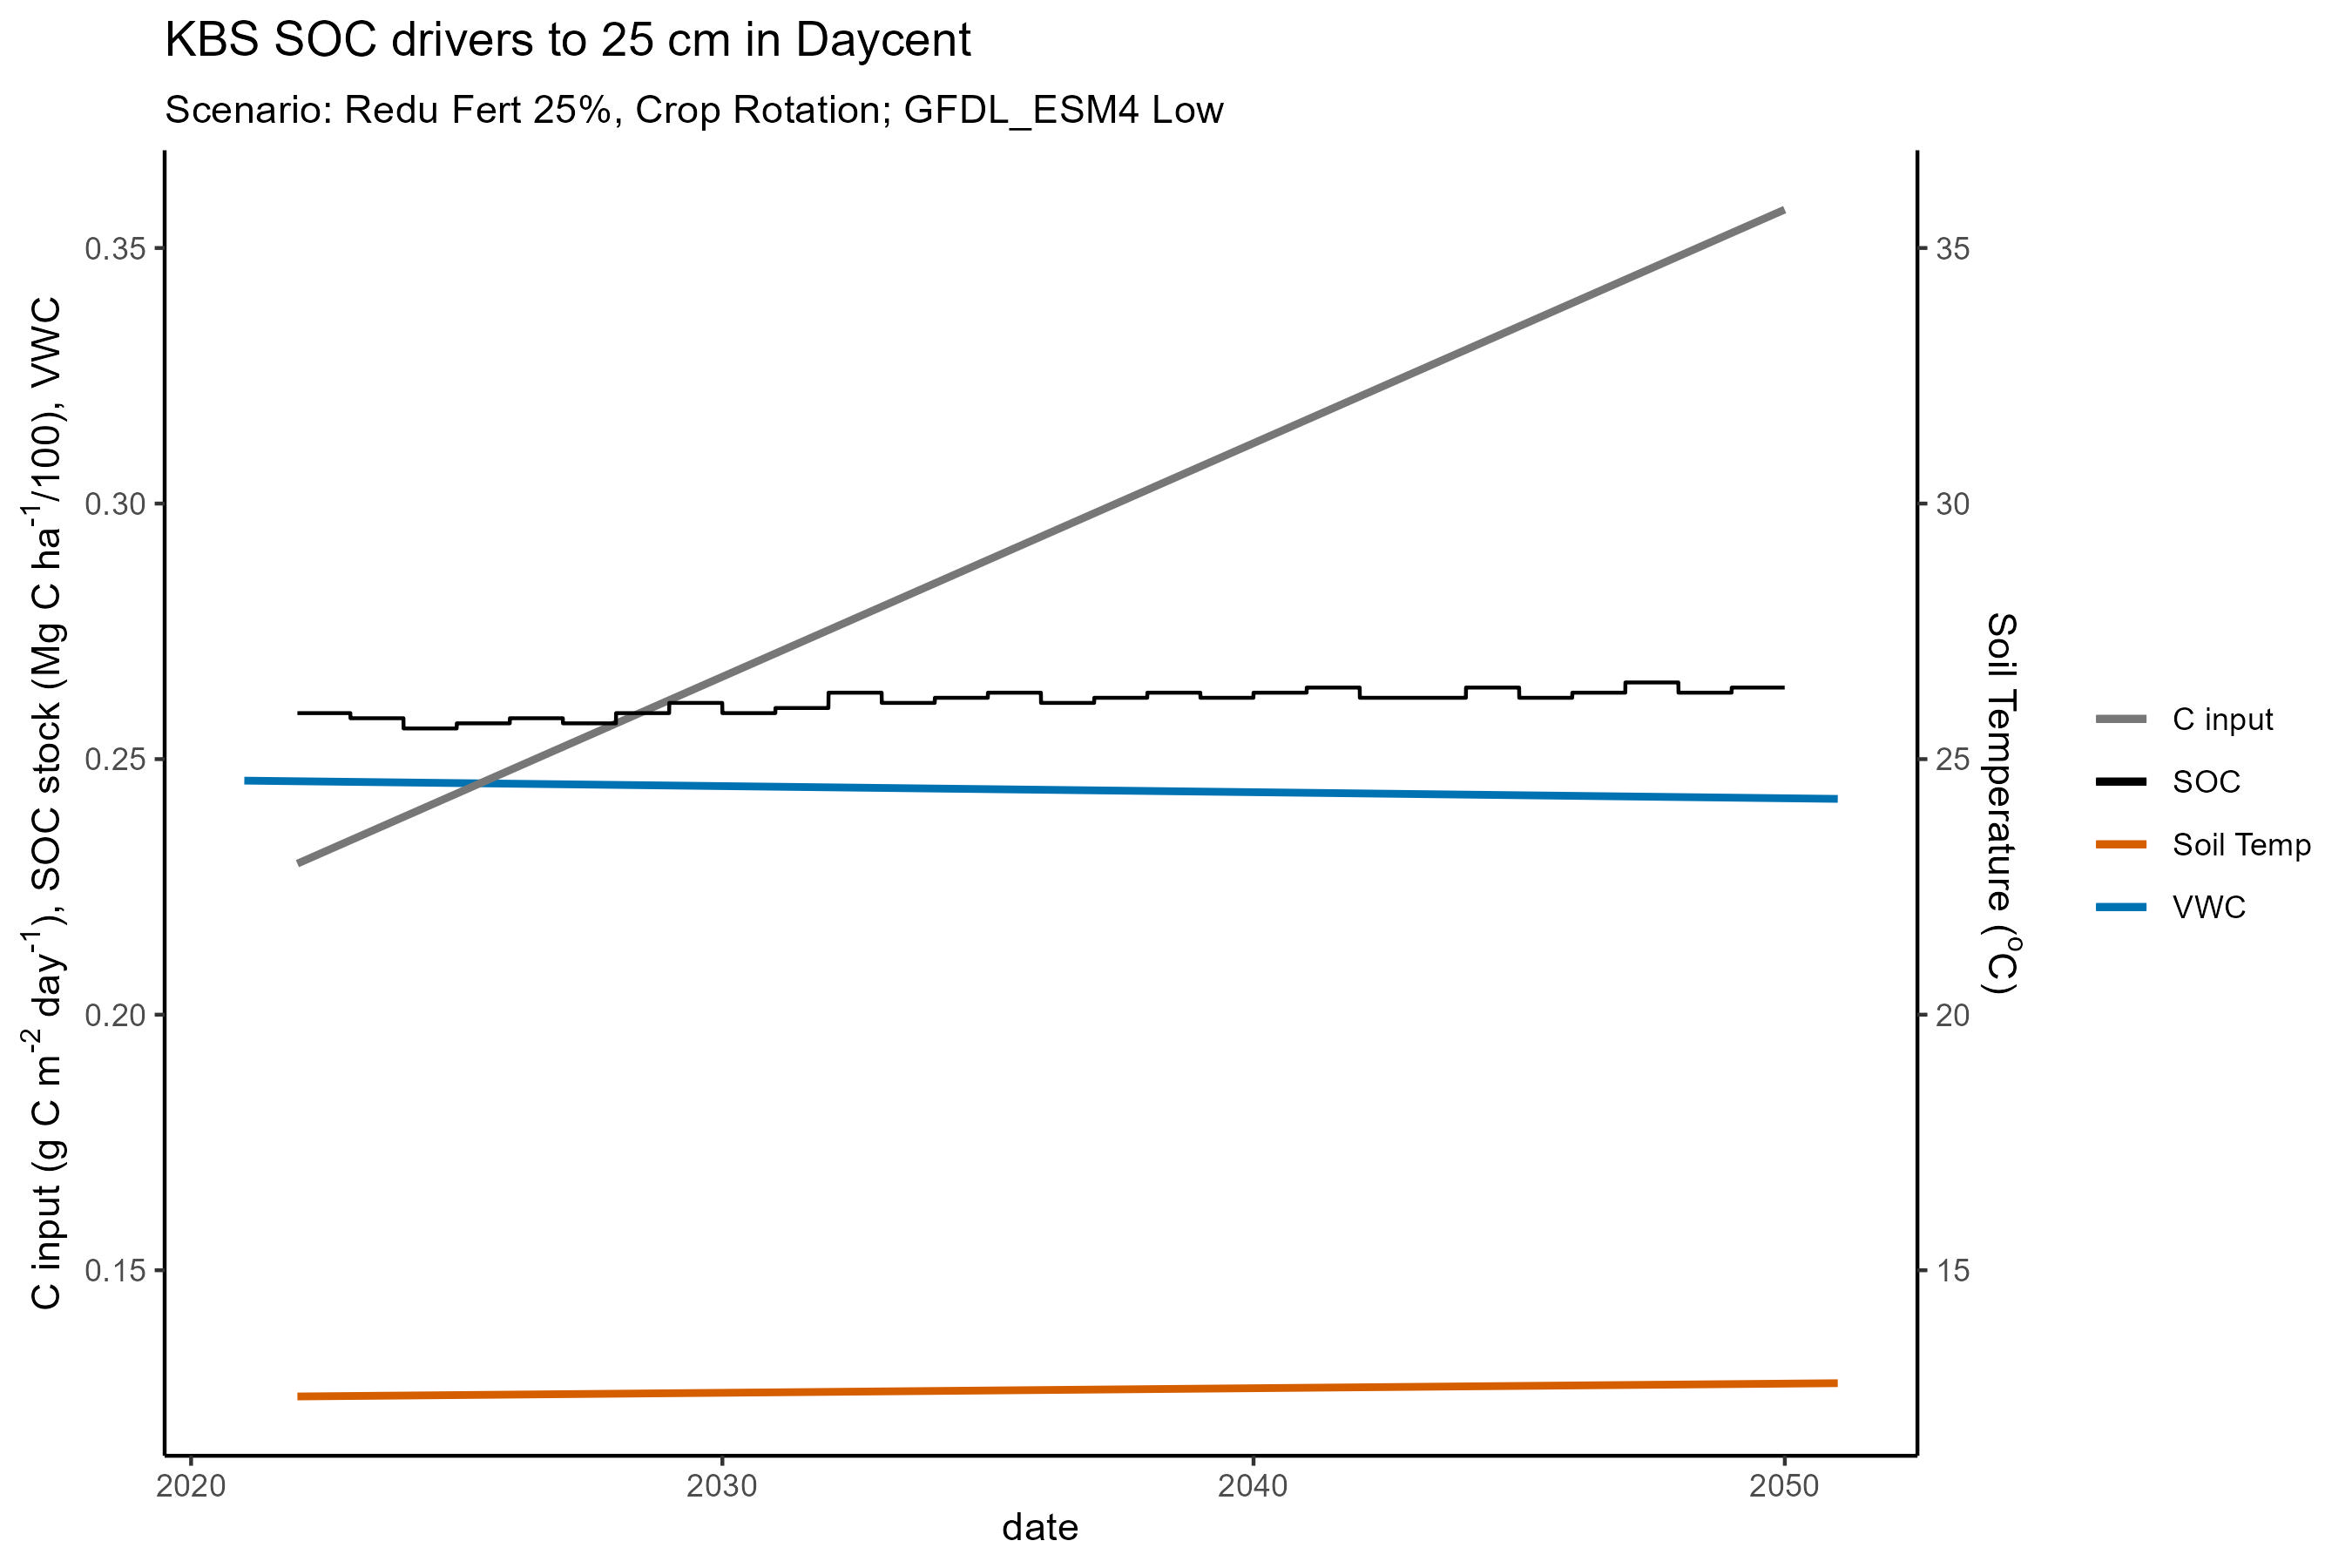 KBS SOC drivers to 25 cm in Daycent
Scenario: Redu Fert 25%, Crop Rotation; GFDL_ESM4 Low
C input (g C m⁻² day⁻¹), SOC stock (Mg C ha⁻¹/100), VWC
0.35
0.30
0.25
0.20
0.15
35
30
25
20
15
Soil Temperature (ºC)
C input
SOC
Soil Temp
VWC
2020
2030
2040
2050
date